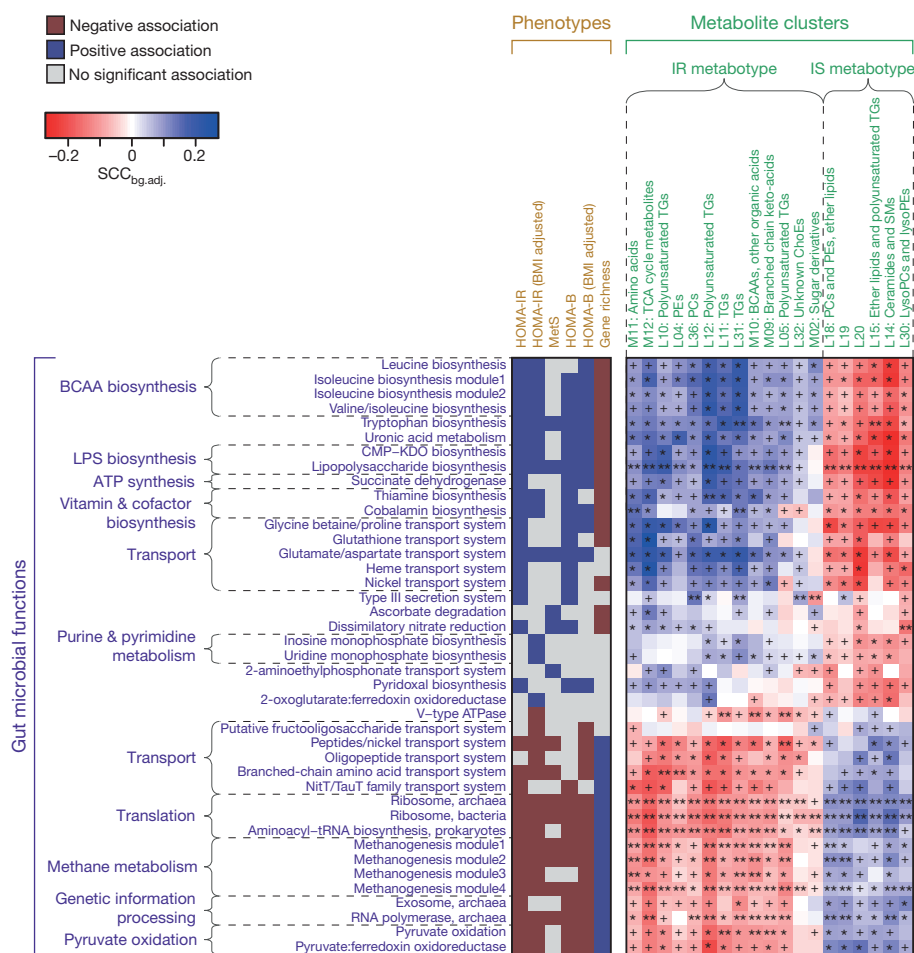 Negative association
Positive association
No significant association
−0.2 0 0.2
SCCbg.adj.
Phenotypes
Metabolite clusters
IR metabotype
IS metabotype
HOMA-IR
HOMA-IR (BMI adjusted)
MetS
HOMA-B
HOMA-B (BMI adjusted)
Gene richness
M11: Amino acids
M12: TCA cycle metabolites
L10: Polyunsaturated TGs
L04: PEs
L36: PCs
L12: Polyunsaturated TGs
L11: TGs
L31: TGs
M10: BCAAs, other organic acids
M09: Branched chain keto-acids
L05: Polyunsaturated TGs
L32: Unknown ChoEs
M02: Sugar derivatives
L18: PCs and PEs, ether lipids
L19
L20
L15: Ether lipids and polyunsaturated TGs
L14: Ceramides and SMs
L30: LysoPCs and lysoPEs
Gut microbial functions
BCAA biosynthesis
LPS biosynthesis
ATP synthesis
Vitamin & cofactor
biosynthesis
Transport
Purine & pyrimidine
metabolism
Transport
Translation
Methane metabolism
Genetic information
processing
Pyruvate oxidation
Leucine biosynthesis
Isoleucine biosynthesis module1
Isoleucine biosynthesis module2
Valine/isoleucine biosynthesis
Tryptophan biosynthesis
Uronic acid metabolism
CMP−KDO biosynthesis
Lipopolysaccharide biosynthesis
Succinate dehydrogenase
Thiamine biosynthesis
Cobalamin biosynthesis
Glycine betaine/proline transport system
Glutathione transport system
Glutamate/aspartate transport system
Heme transport system
Nickel transport system
Type III secretion system
Ascorbate degradation
Dissimilatory nitrate reduction
Inosine monophosphate biosynthesis
Uridine monophosphate biosynthesis
2-aminoethylphosphonate transport system
Pyridoxal biosynthesis
2-oxoglutarate:ferredoxin oxidoreductase
V−type ATPase
Putative fructooligosaccharide transport system
Peptides/nickel transport system
Oligopeptide transport system
Branched-chain amino acid transport system
NitT/TauT family transport system
Ribosome, archaea
Ribosome, bacteria
Aminoacyl−tRNA biosynthesis, prokaryotes
Methanogenesis module1
Methanogenesis module2
Methanogenesis module3
Methanogenesis module4
Exosome, archaea
RNA polymerase, archaea
Pyruvate oxidation
Pyruvate:ferredoxin oxidoreductase